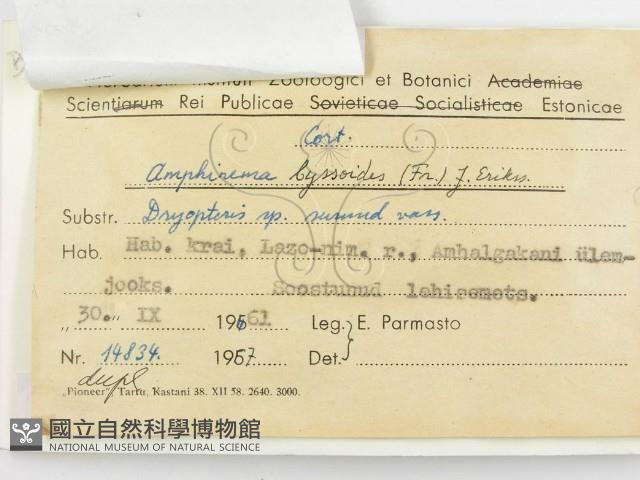 Zooloogici et Botanici Academiae
Scientiarum Rei Publicae Sovieticae Socialisticae Estonicae
Cort.
Amphinema byssoides (Fr.) J. Erikss.
Substr. Dryopteris sp. surnud vars.
Hab. Hab. krai, Lazo-nim. r., Amhalgakani ülem-
jooks. Soostunud lehisemets.
„30." IX 1961 Leg. E. Parmasto
Nr. 14834. 1957 Det.
dupl
„Pioneer", Tartu, Kastani 38. XII 58. 2640. 3000.
國立自然科學博物館
NATIONAL MUSEUM OF NATURAL SCIENCE